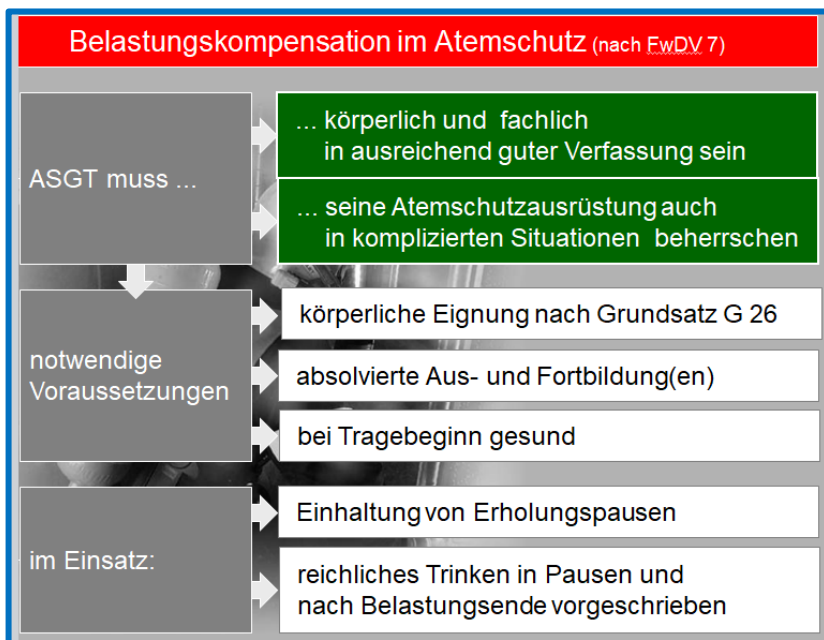 Belastungskompensation im Atemschutz (nach FwDV 7)
ASGT muss ...
... körperlich und fachlich
in ausreichend guter Verfassung sein
... seine Atemschutzausrüstung auch
in komplizierten Situationen beherrschen
notwendige
Voraussetzungen
körperliche Eignung nach Grundsatz G 26
absolvierte Aus- und Fortbildung(en)
bei Tragebeginn gesund
im Einsatz:
Einhaltung von Erholungspausen
reichliches Trinken in Pausen und
nach Belastungsende vorgeschrieben